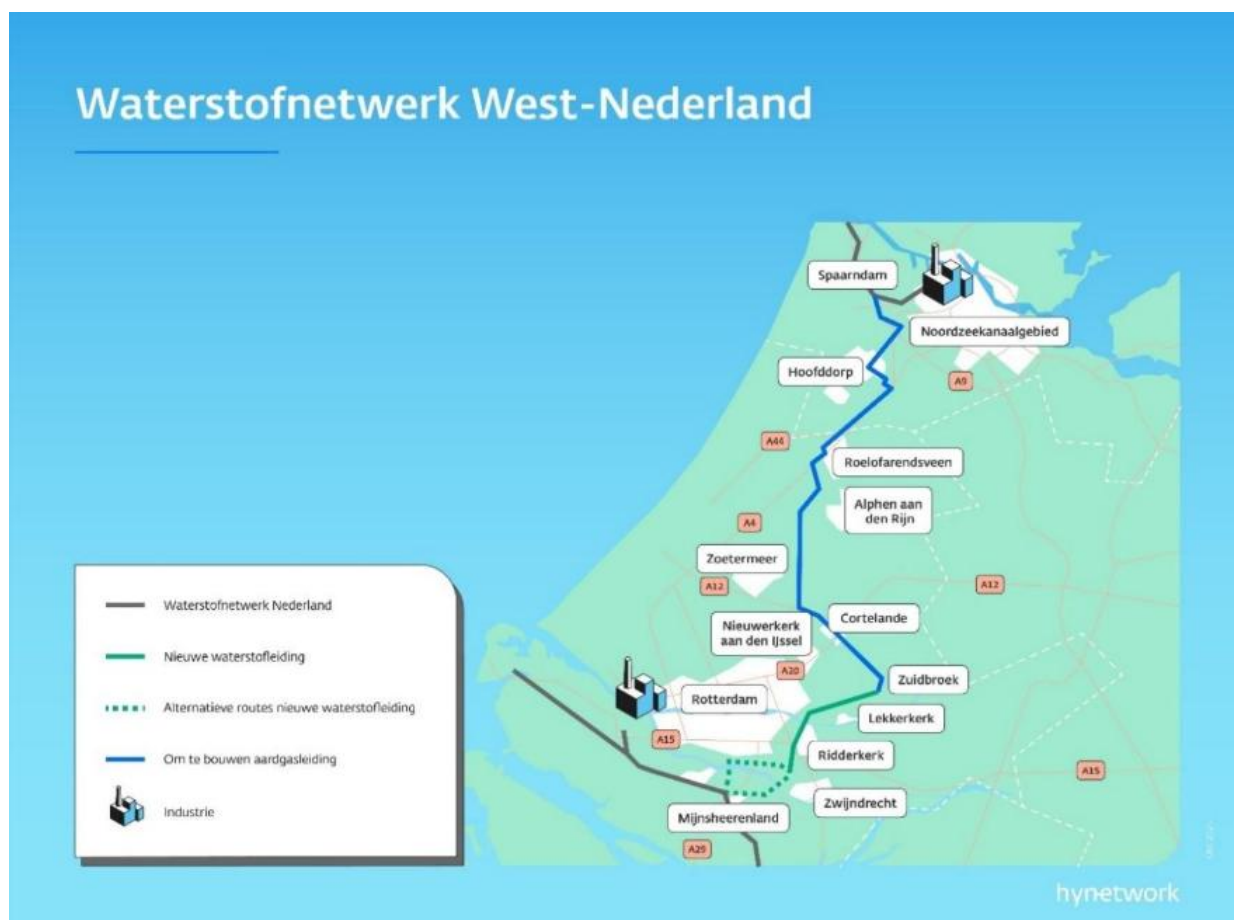 Waterstofnetwerk West-Nederland
Spaarndam
Noordzeekanaalgebied
Hoofddorp
A9
A44
Roelofarendsveen
Alphen aan
den Rijn
A4
Zoetermeer
A12
A12
Cortelande
Nieuwerkerk
aan den IJssel
A20
Zuidbroek
Rotterdam
Lekkerkerk
A15
Ridderkerk
A15
Zwijndrecht
Mijnsheerenland
A29
Waterstofnetwerk Nederland
Nieuwe waterstofleiding
Alternatieve routes nieuwe waterstofleiding
Om te bouwen aardgasleiding
Industrie
hynetwork